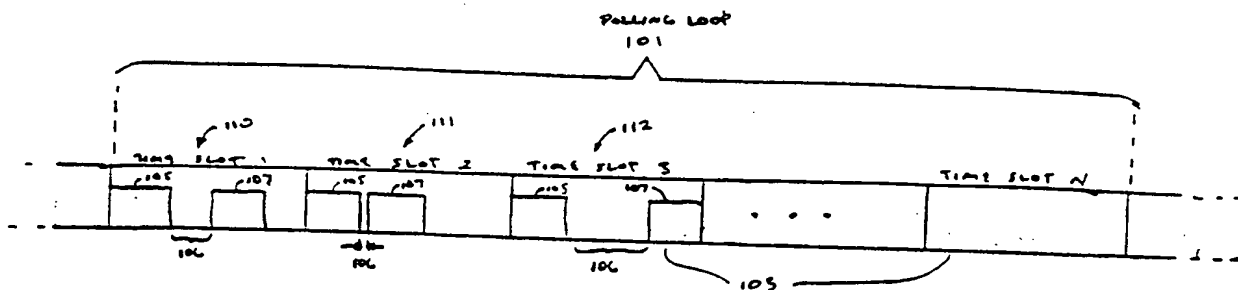 POLLING LOOP
101
110
111
112
TIME SLOT 1
TIME SLOT 2
TIME SLOT 3
TIME SLOT N
105
107
105
107
105
107
106
106
106
103